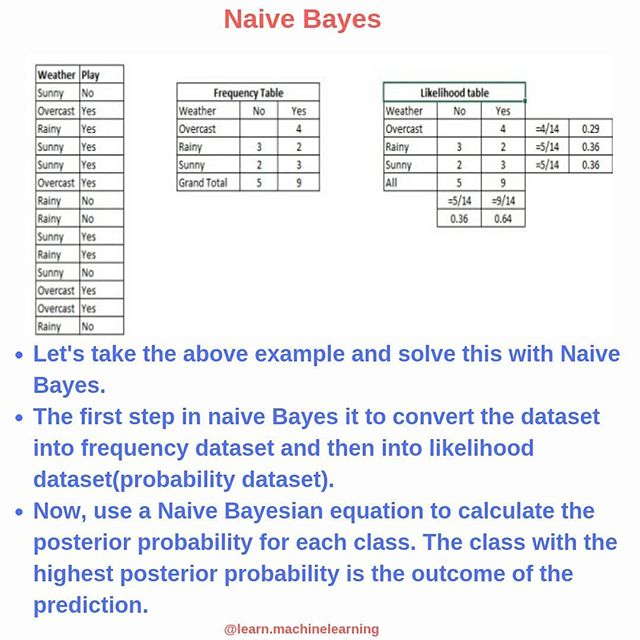 Naive Bayes
Weather Play
Sunny No
Overcast Yes
Rainy Yes
Sunny Yes
Sunny Yes
Overcast Yes
Rainy No
Rainy No
Sunny Yes
Rainy Yes
Sunny No
Overcast Yes
Overcast Yes
Rainy No
Frequency Table
Weather No Yes
Overcast 4
Rainy 3 2
Sunny 2 3
Grand Total 5 9
Likelihood table
Weather No Yes
Overcast 4 =4/14 0.29
Rainy 3 2 =5/14 0.36
Sunny 2 3 =5/14 0.36
All 5 9
=5/14 =9/14
0.36 0.64
• Let's take the above example and solve this with Naive
Bayes.
• The first step in naive Bayes it to convert the dataset
into frequency dataset and then into likelihood
dataset(probability dataset).
• Now, use a Naive Bayesian equation to calculate the
posterior probability for each class. The class with the
highest posterior probability is the outcome of the
prediction.
@learn.machinelearning